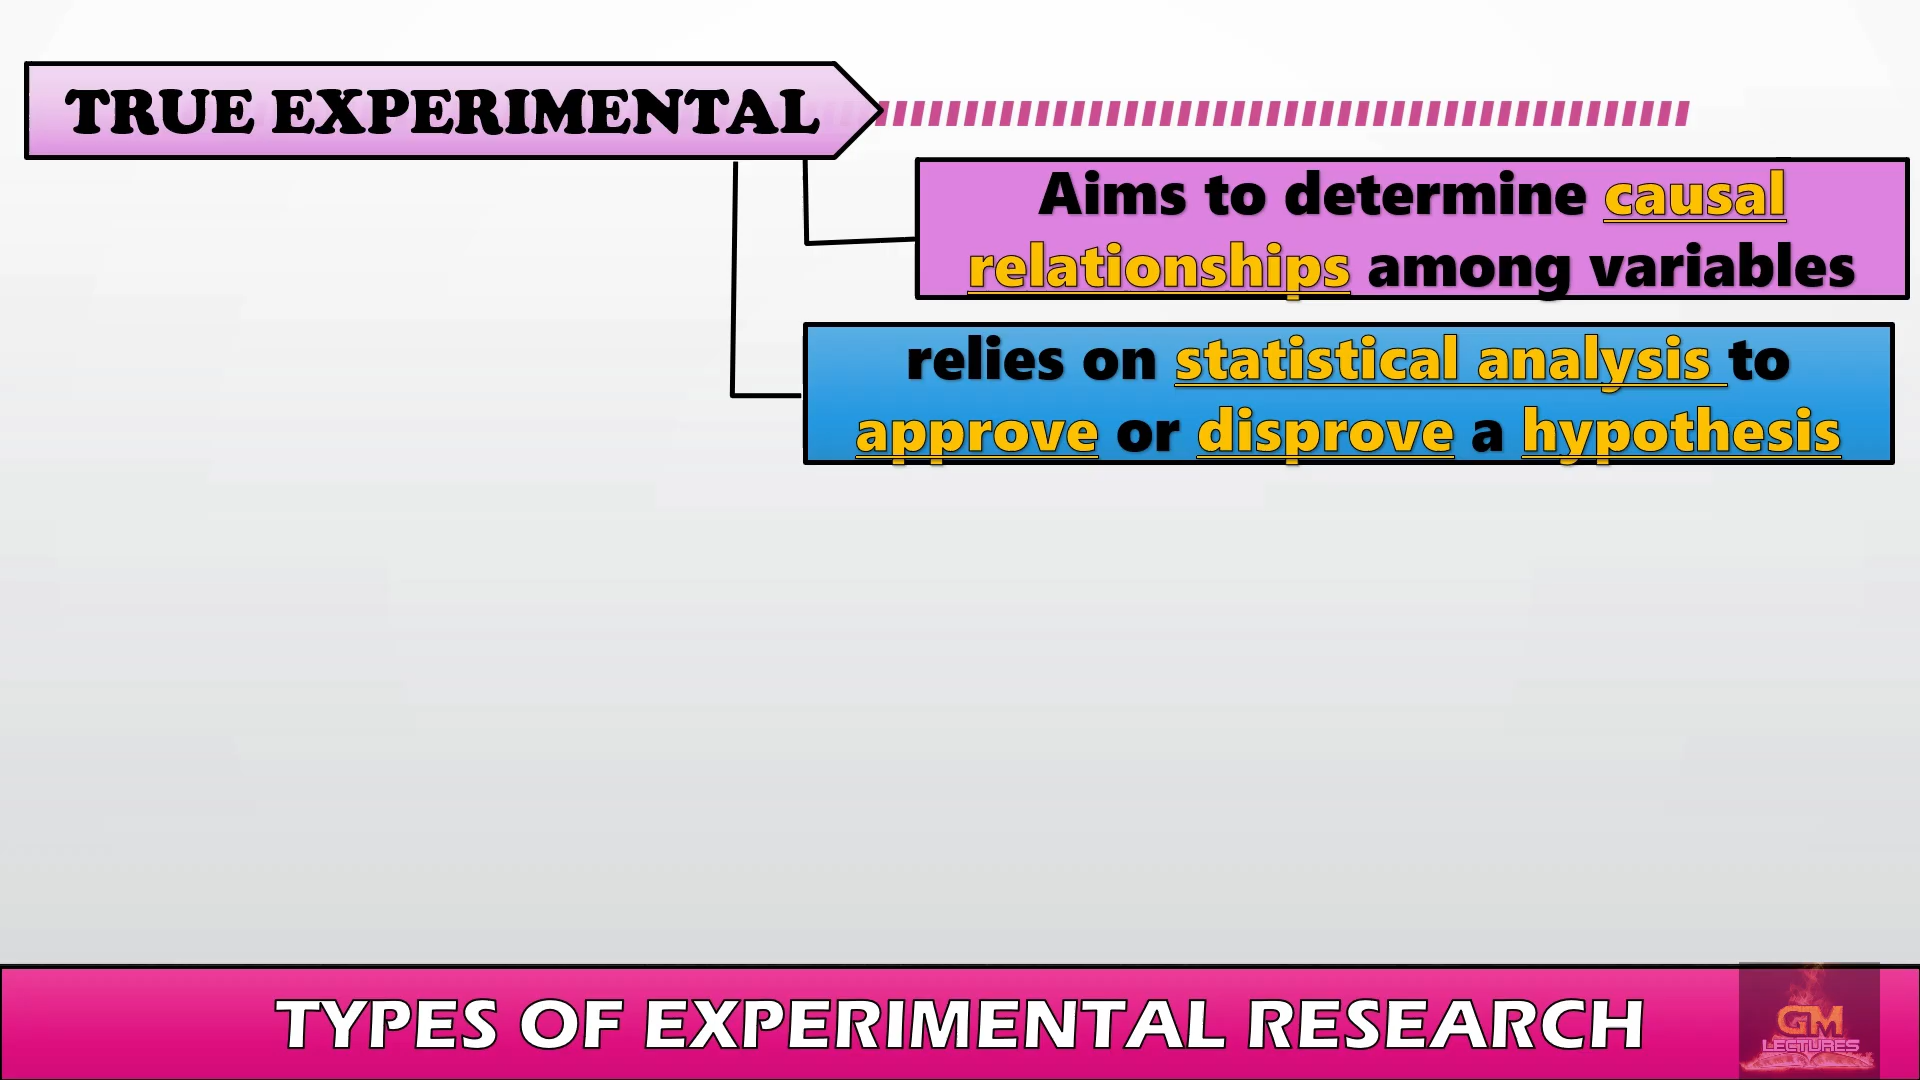 TRUE EXPERIMENTAL
Aims to determine causal
relationships among variables
relies on statistical analysis to
approve or disprove a hypothesis
TYPES OF EXPERIMENTAL RESEARCH
GM
LECTURES